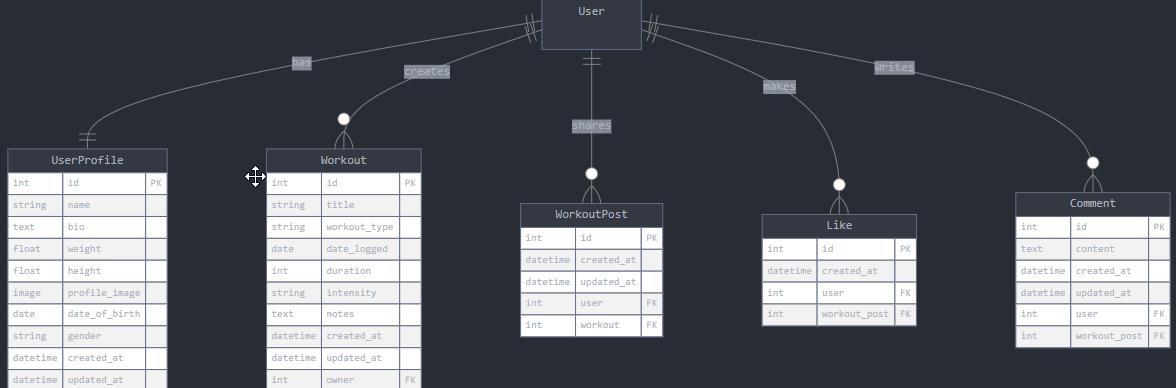 User
has
creates
shares
makes
writes
UserProfile
int id PK
string name
text bio
float weight
float height
image profile_image
date date_of_birth
string gender
datetime created_at
datetime updated_at
Workout
int id PK
string title
string workout_type
date date_logged
int duration
string intensity
text notes
datetime created_at
datetime updated_at
int owner FK
WorkoutPost
int id PK
datetime created_at
datetime updated_at
int user FK
int workout FK
Like
int id PK
datetime created_at
int user FK
int workout_post FK
Comment
int id PK
text content
datetime created_at
datetime updated_at
int user FK
int workout_post FK